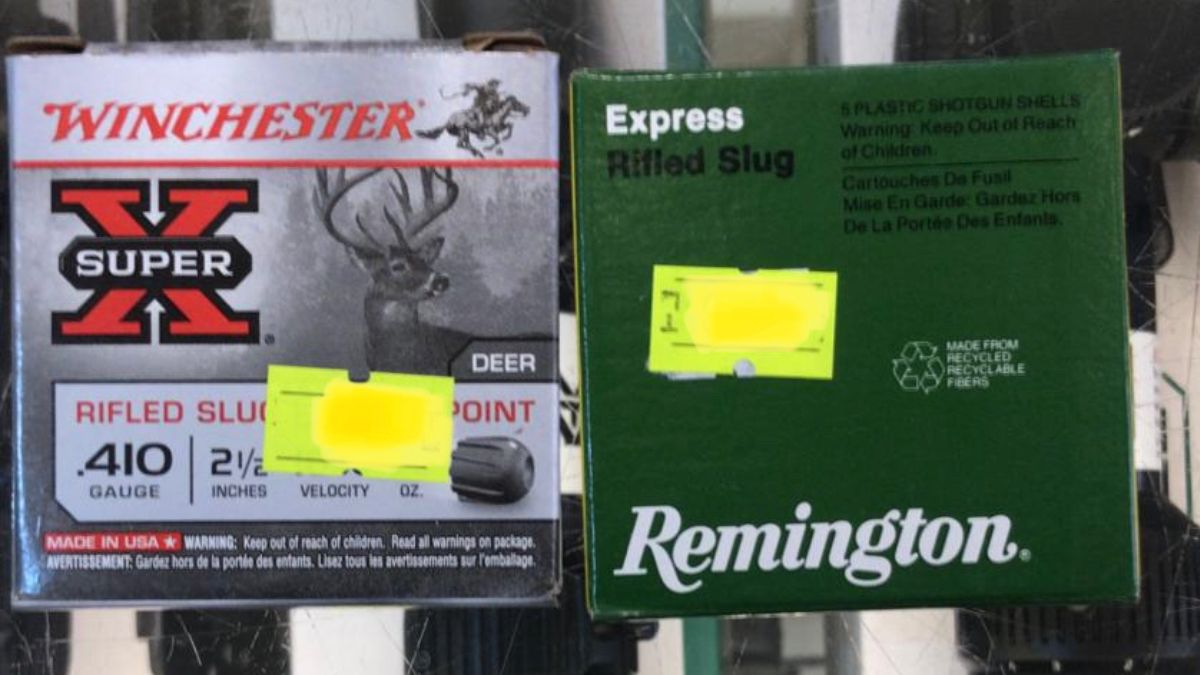 WINCHESTER
X
SUPER
DEER
RIFLED SLUG
POINT
.410
GAUGE
2 1/2
INCHES
VELOCITY
OZ.
MADE IN USA ★ WARNING: Keep out of reach of children. Read all warnings on package.
AVERTISSEMENT: Gardez hors de la portée des enfants. Lisez tous les avertissements sur l'emballage.
Express
Rifled Slug
5 PLASTIC SHOTGUN SHELLS
Warning: Keep Out of Reach
of Children.
Cartouches De Fusil
Mise En Garde: Gardez Hors
De La Portée Des Enfants.
MADE FROM
RECYCLED
RECYCLABLE
FIBERS
Remington®